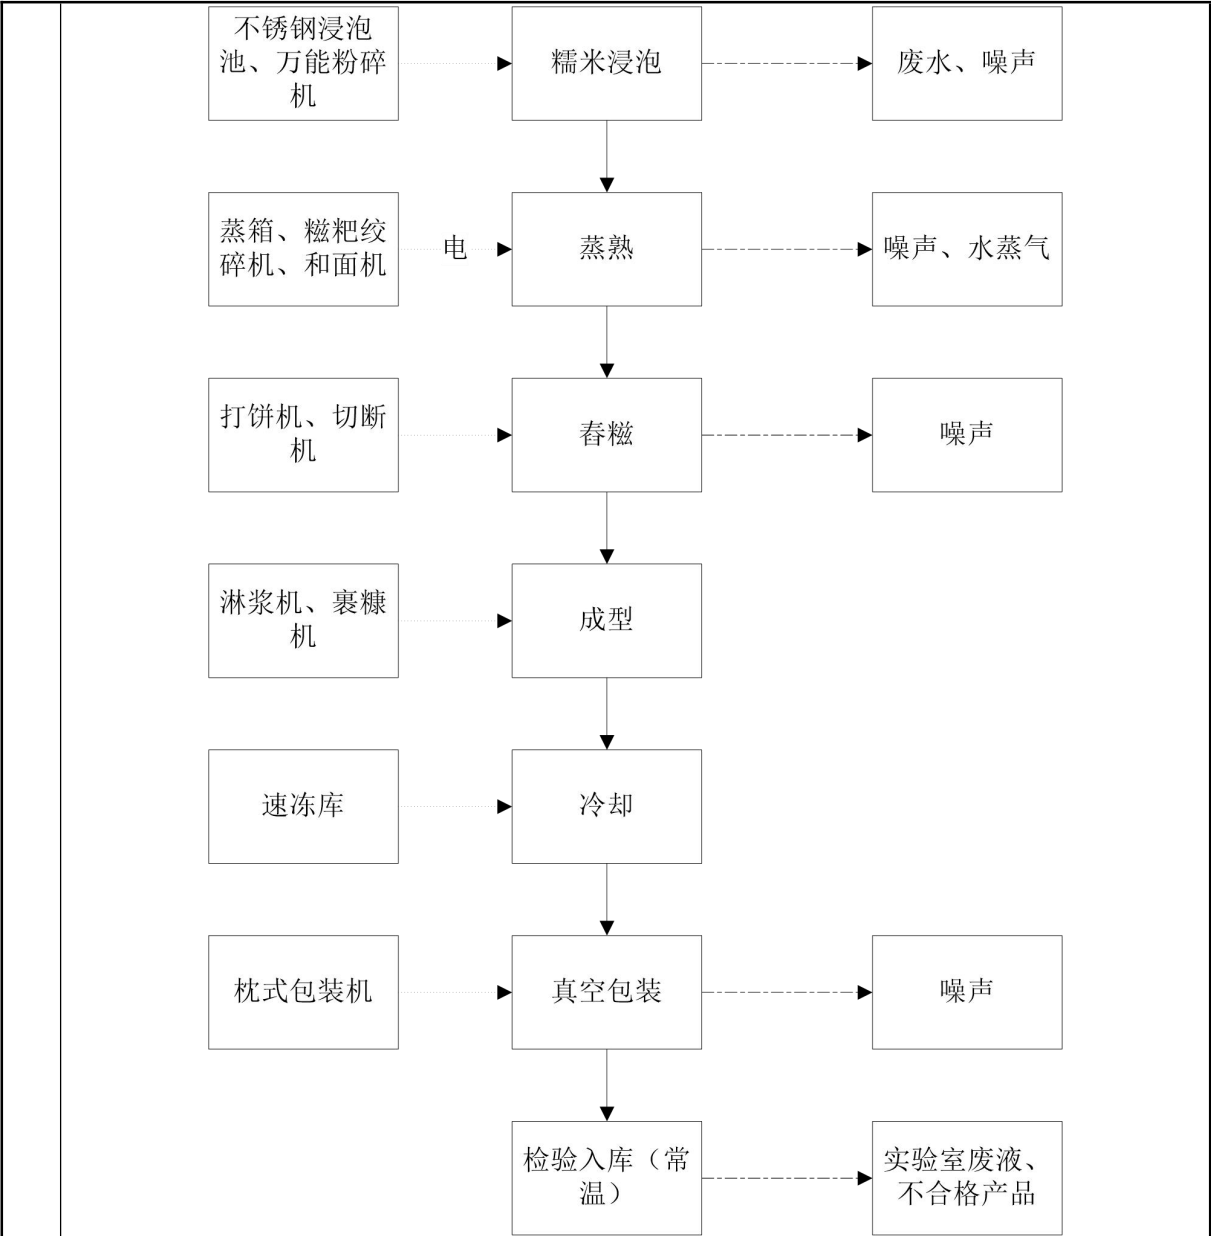 不锈钢浸泡
池、万能粉碎
机
糯米浸泡
废水、噪声
蒸箱、糍粑绞
碎机、和面机
电
蒸熟
噪声、水蒸气
打饼机、切断
机
舂糍
噪声
淋浆机、裹糠
机
成型
速冻库
冷却
枕式包装机
真空包装
噪声
检验入库（常
温）
实验室废液、
不合格产品